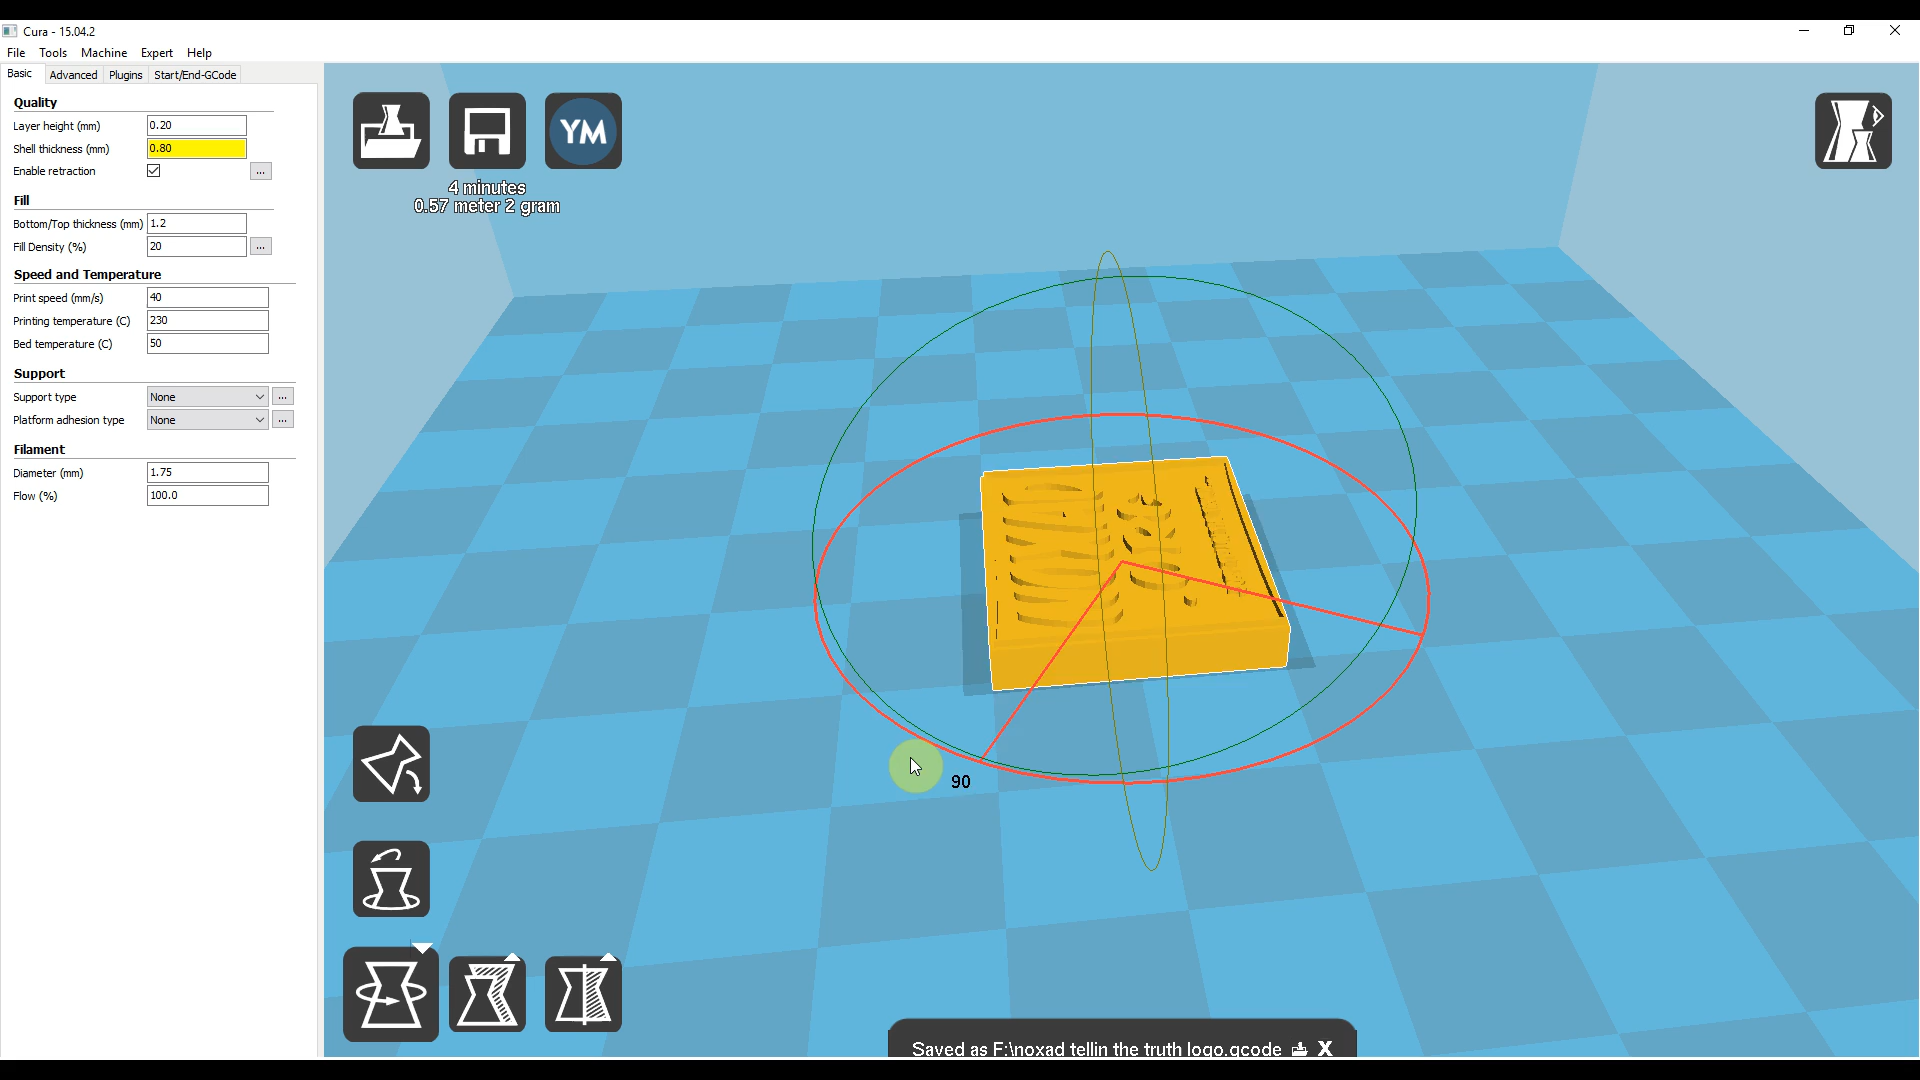 Cura - 15.04.2
File Tools Machine Expert Help
Basic Advanced Plugins Start/End-GCode
Quality
Layer height (mm) 0.20
Shell thickness (mm) 0.80
Enable retraction ...
Fill
Bottom/Top thickness (mm) 1.2
Fill Density (%) 20 ...
Speed and Temperature
Print speed (mm/s) 40
Printing temperature (C) 230
Bed temperature (C) 50
Support
Support type None ...
Platform adhesion type None ...
Filament
Diameter (mm) 1.75
Flow (%) 100.0
YM
4 minutes
0.57 meter 2 gram
90
Saved as F:\noxad tellin the truth logo.gcode X